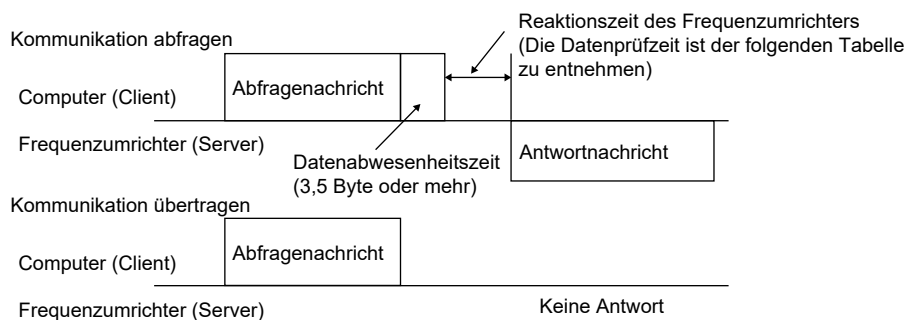 Reaktionszeit des Frequenzumrichters
(Die Datenprüfzeit ist der folgenden Tabelle
zu entnehmen)
Kommunikation abfragen
Abfragenachricht
Computer (Client)
Frequenzumrichter (Server)
Datenabwesenheitszeit
(3,5 Byte oder mehr)
Antwortnachricht
Kommunikation übertragen
Abfragenachricht
Computer (Client)
Frequenzumrichter (Server)
Keine Antwort